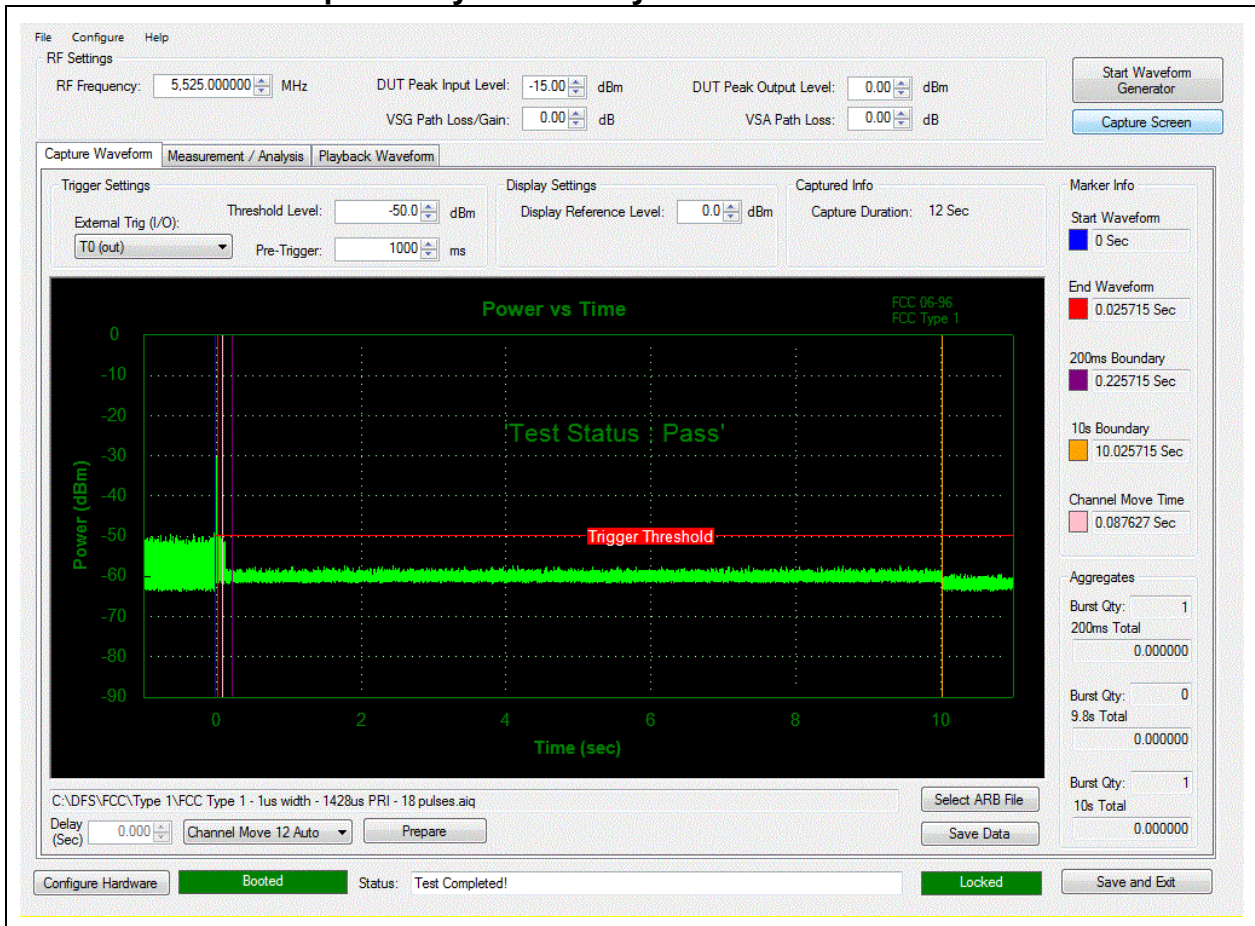 File Configure Help
RF Settings
RF Frequency: 5,525.000000 MHz
DUT Peak Input Level: -15.00 dBm
DUT Peak Output Level: 0.00 dBm
VSG Path Loss/Gain: 0.00 dB
VSA Path Loss: 0.00 dB
Start Waveform
Generator
Capture Screen
Capture Waveform Measurement / Analysis Playback Waveform
Trigger Settings
External Trig (I/O):
T0 (out)
Threshold Level: -50.0 dBm
Pre-Trigger: 1000 ms
Display Settings
Display Reference Level: 0.0 dBm
Captured Info
Capture Duration: 12 Sec
Marker Info
Start Waveform
0 Sec
End Waveform
0.025715 Sec
200ms Boundary
0.225715 Sec
10s Boundary
10.025715 Sec
Channel Move Time
0.087627 Sec
Power vs Time
FCC 06-96
FCC Type 1
'Test Status : Pass'
Trigger Threshold
Power (dBm)
0
-10
-20
-30
-40
-50
-60
-70
-80
-90
0 2 4 6 8 10
Time (sec)
Aggregates
Burst Qty: 1
200ms Total
0.000000
Burst Qty: 0
9.8s Total
0.000000
Burst Qty: 1
10s Total
0.000000
C:\DFS\FCC\Type 1\FCC Type 1 - 1us width - 1428us PRI - 18 pulses.aiq
Select ARB File
Delay
(Sec) 0.000
Channel Move 12 Auto
Prepare
Save Data
Configure Hardware
Booted
Status: Test Completed!
Locked
Save and Exit